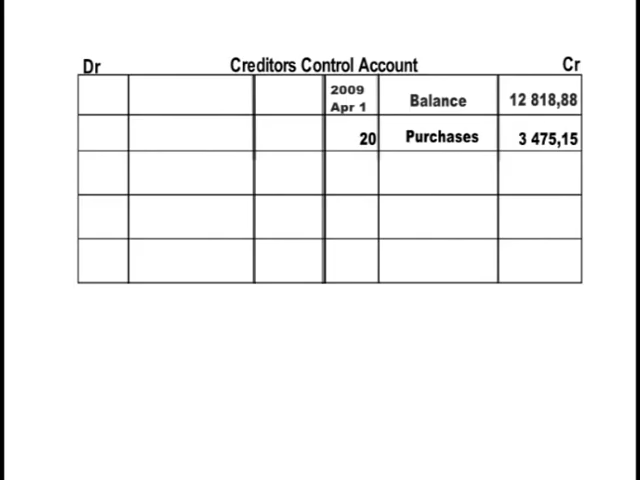 Dr Creditors Control Account Cr
2009
Apr 1 Balance 12 818,88
20 Purchases 3 475,15